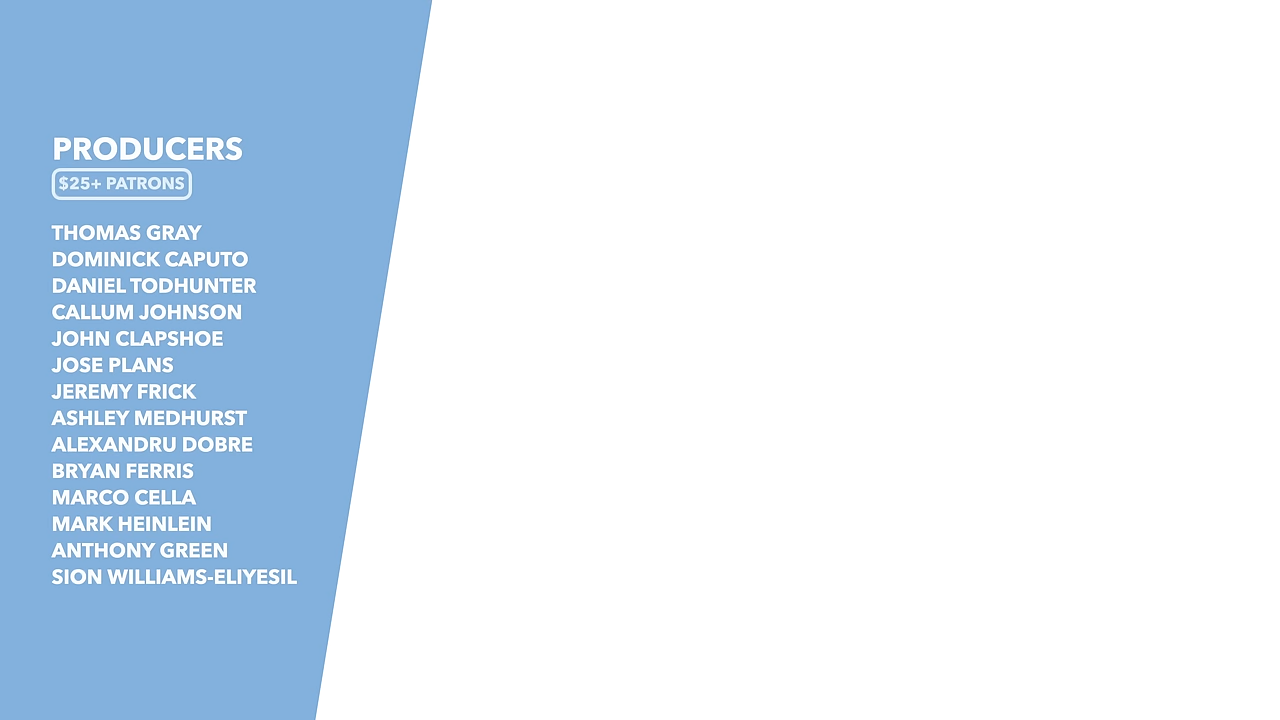 PRODUCERS
$25+ PATRONS
THOMAS GRAY
DOMINICK CAPUTO
DANIEL TODHUNTER
CALLUM JOHNSON
JOHN CLAPSHOE
JOSE PLANS
JEREMY FRICK
ASHLEY MEDHURST
ALEXANDRU DOBRE
BRYAN FERRIS
MARCO CELLA
MARK HEINLEIN
ANTHONY GREEN
SION WILLIAMS-ELIYESIL